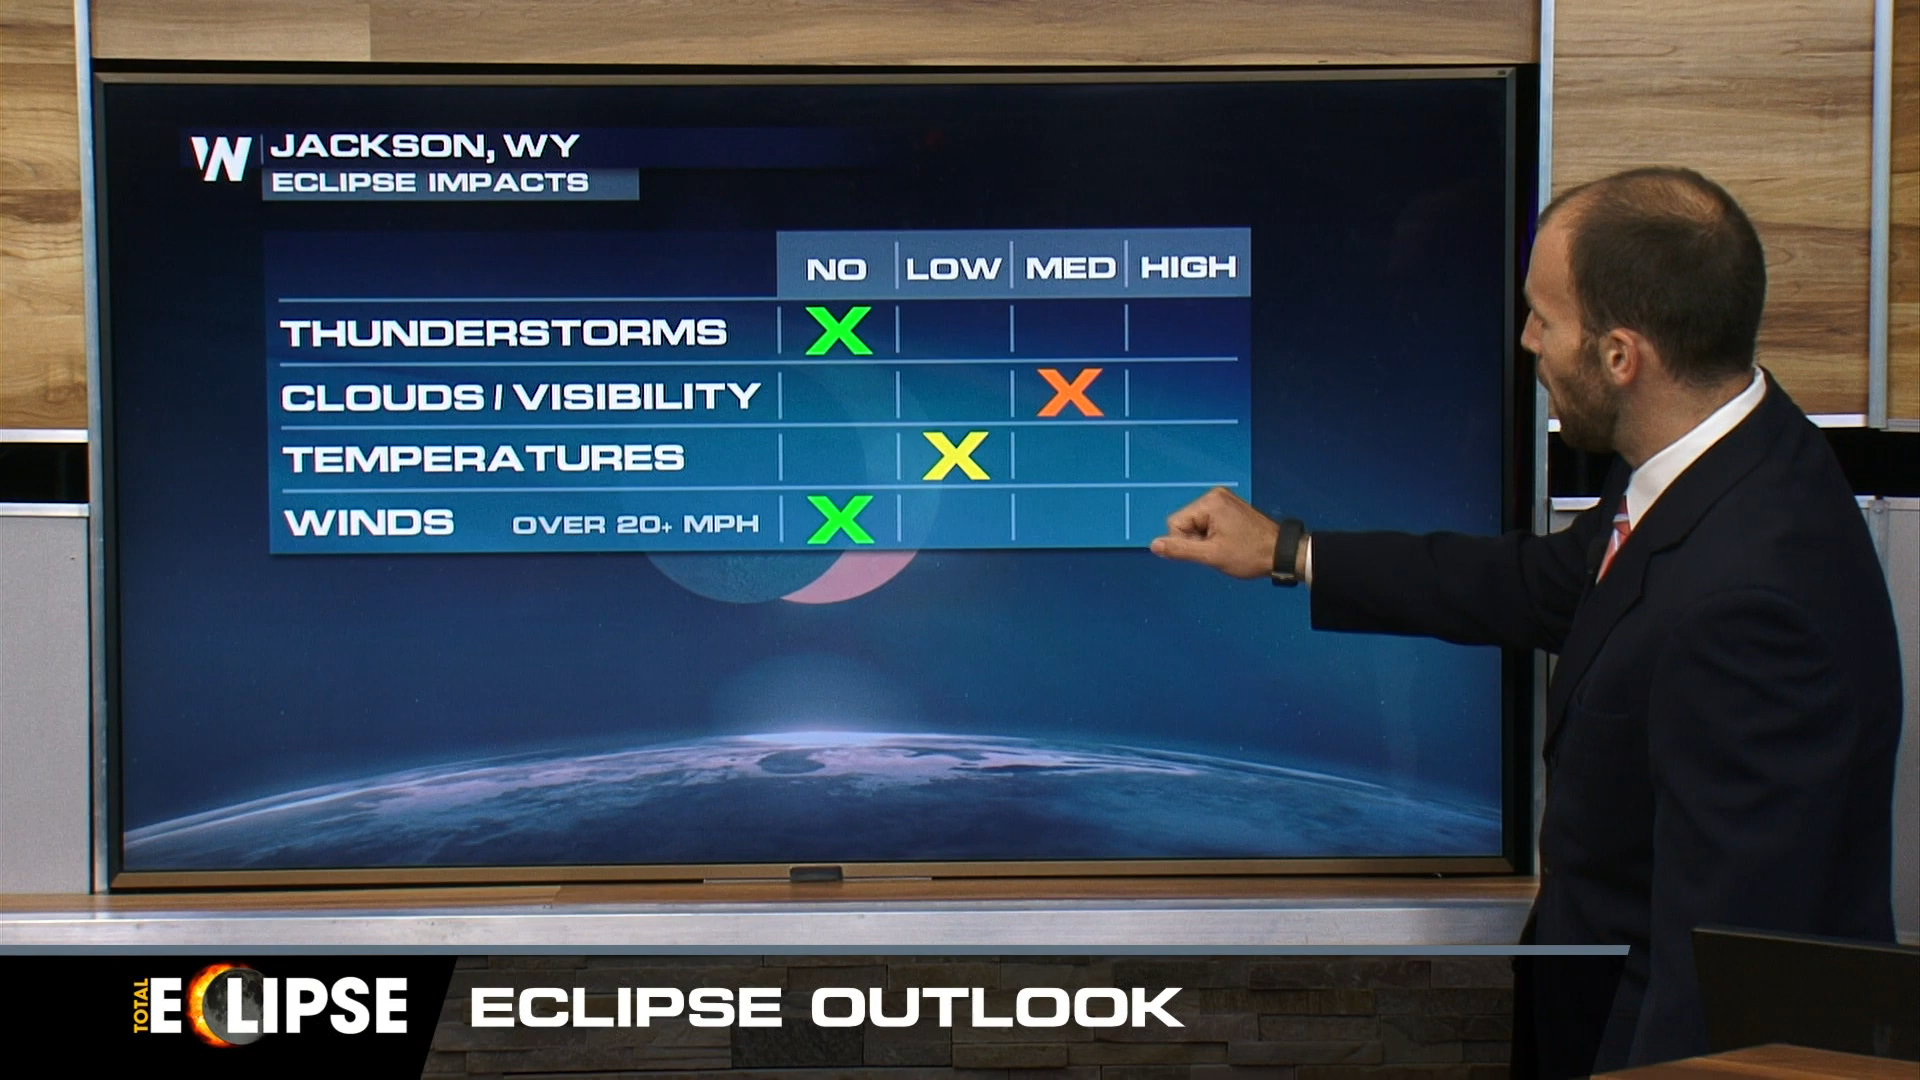 W
JACKSON, WY
ECLIPSE IMPACTS
NO LOW MED HIGH
THUNDERSTORMS X
CLOUDS / VISIBILITY X
TEMPERATURES X
WINDS OVER 20+ MPH X
TOTAL ECLIPSE
ECLIPSE OUTLOOK